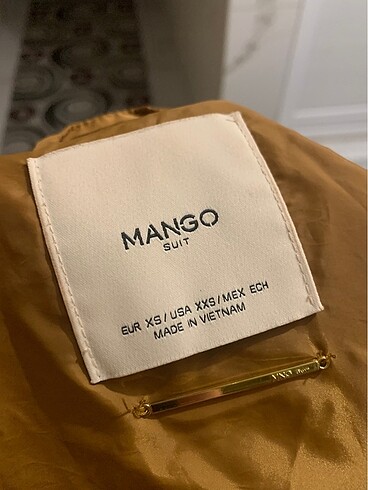 MANGO
SUIT
EUR XS / USA XXS / MEX ECH
MADE IN VIETNAM